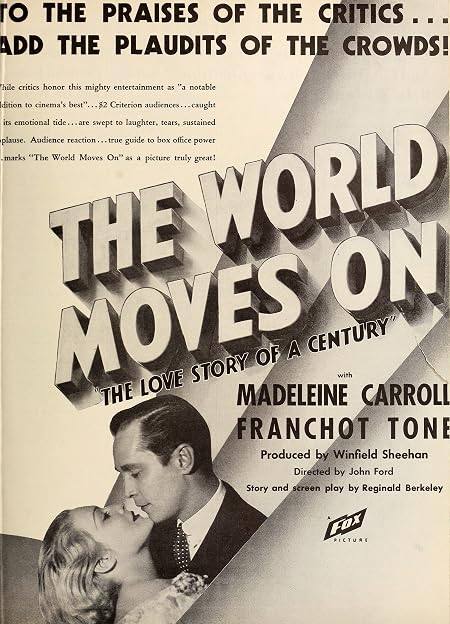 TO THE PRAISES OF THE CRITICS...
ADD THE PLAUDITS OF THE CROWDS!
While critics honor this mighty entertainment as "a notable
addition to cinema's best"...$2 Criterion audiences...caught
its emotional tide...are swept to laughter, tears, sustained
applause. Audience reaction...true guide to box office power
...marks "The World Moves On" as a picture truly great!
THE WORLD
MOVES ON
"THE LOVE STORY OF A CENTURY"
with
MADELEINE CARROLL
FRANCHOT TONE
Produced by Winfield Sheehan
Directed by John Ford
Story and screen play by Reginald Berkeley
A
FOX
PICTURE